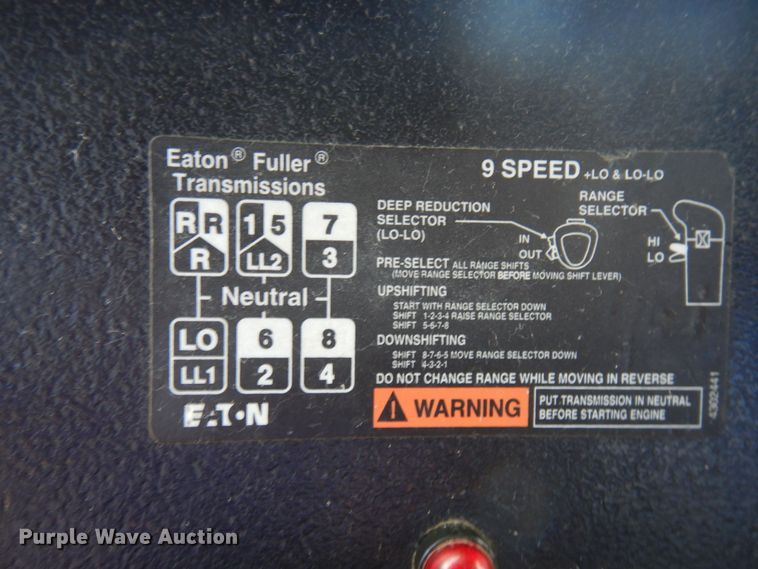 Eaton® Fuller®
Transmissions
9 SPEED +LO & LO-LO
R R
R
1 5
LL2
7
3
Neutral
LO
LL1
6
2
8
4
EATON
DEEP REDUCTION
SELECTOR
(LO-LO)
IN
OUT
RANGE
SELECTOR
HI
LO
PRE-SELECT ALL RANGE SHIFTS
(MOVE RANGE SELECTOR BEFORE MOVING SHIFT LEVER)
UPSHIFTING
START WITH RANGE SELECTOR DOWN
SHIFT 1-2-3-4 RAISE RANGE SELECTOR
SHIFT 5-6-7-8
DOWNSHIFTING
SHIFT 8-7-6-5 MOVE RANGE SELECTOR DOWN
SHIFT 4-3-2-1
DO NOT CHANGE RANGE WHILE MOVING IN REVERSE
! WARNING
PUT TRANSMISSION IN NEUTRAL
BEFORE STARTING ENGINE
4302441
Purple Wave Auction